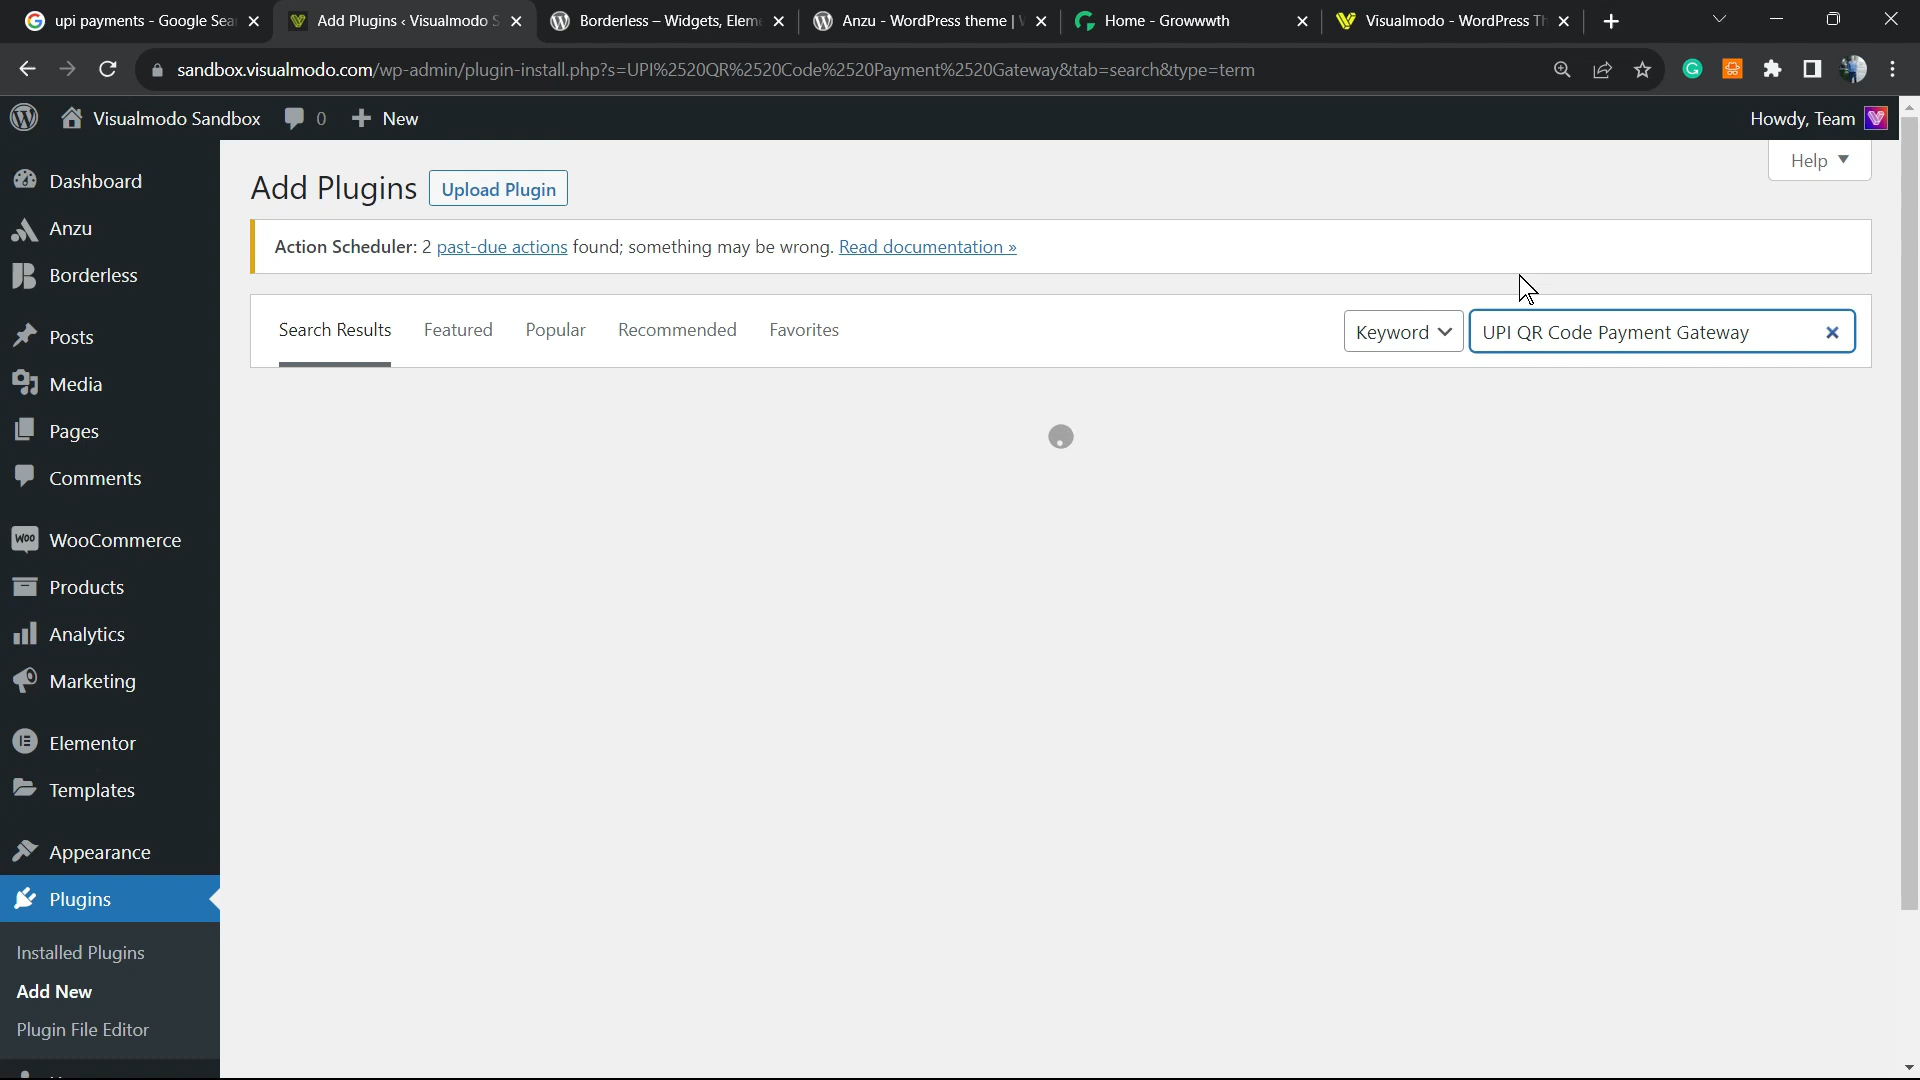 upi payments - Google Sea
Add Plugins ‹ Visualmodo S
Borderless – Widgets, Elem
Anzu - WordPress theme |
Home - Growwwth
Visualmodo - WordPress Th
sandbox.visualmodo.com/wp-admin/plugin-install.php?s=UPI%2520QR%2520Code%2520Payment%2520Gateway&tab=search&type=term
Visualmodo Sandbox
0
New
Howdy, Team
Help
Dashboard
Anzu
Borderless
Posts
Media
Pages
Comments
Woo
WooCommerce
Products
Analytics
Marketing
Elementor
Templates
Appearance
Plugins
Installed Plugins
Add New
Plugin File Editor
Add Plugins
Upload Plugin
Action Scheduler: 2 past-due actions found; something may be wrong. Read documentation »
Search Results
Featured
Popular
Recommended
Favorites
Keyword
UPI QR Code Payment Gateway